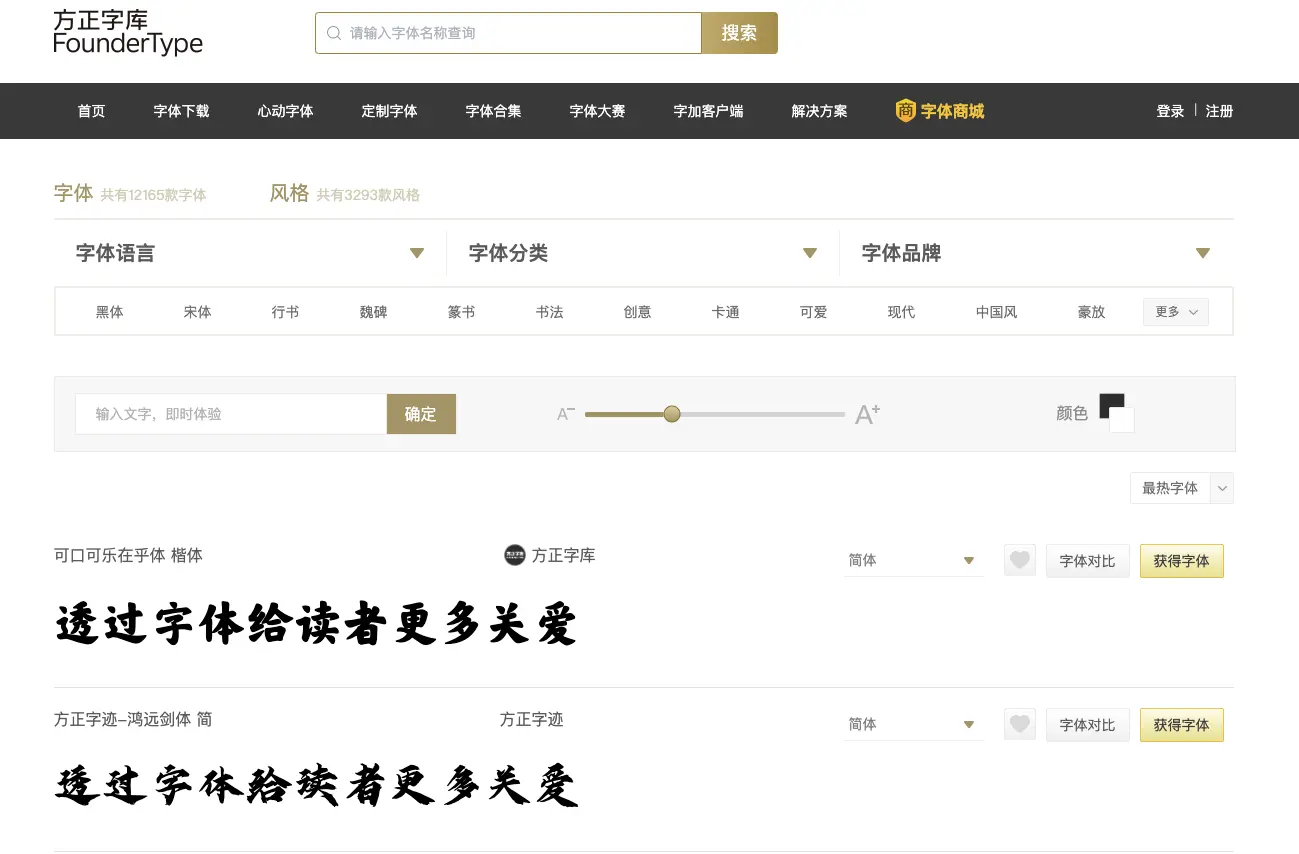 方正字库
FounderType
请输入字体名称查询
搜索
首页 字体下载 心动字体 定制字体 字体合集 字体大赛 字加客户端 解决方案 商 字体商城 登录 | 注册
字体 共有12165款字体 风格 共有3293款风格
字体语言 字体分类 字体品牌
黑体 宋体 行书 魏碑 篆书 书法 创意 卡通 可爱 现代 中国风 豪放 更多
输入文字，即时体验 确定 A− A+ 颜色
最热字体
可口可乐在乎体 楷体 方正字库 方正字库 简体 字体对比 获得字体
透过字体给读者更多关爱
方正字迹-鸿远剑体 简 方正字迹 简体 字体对比 获得字体
透过字体给读者更多关爱